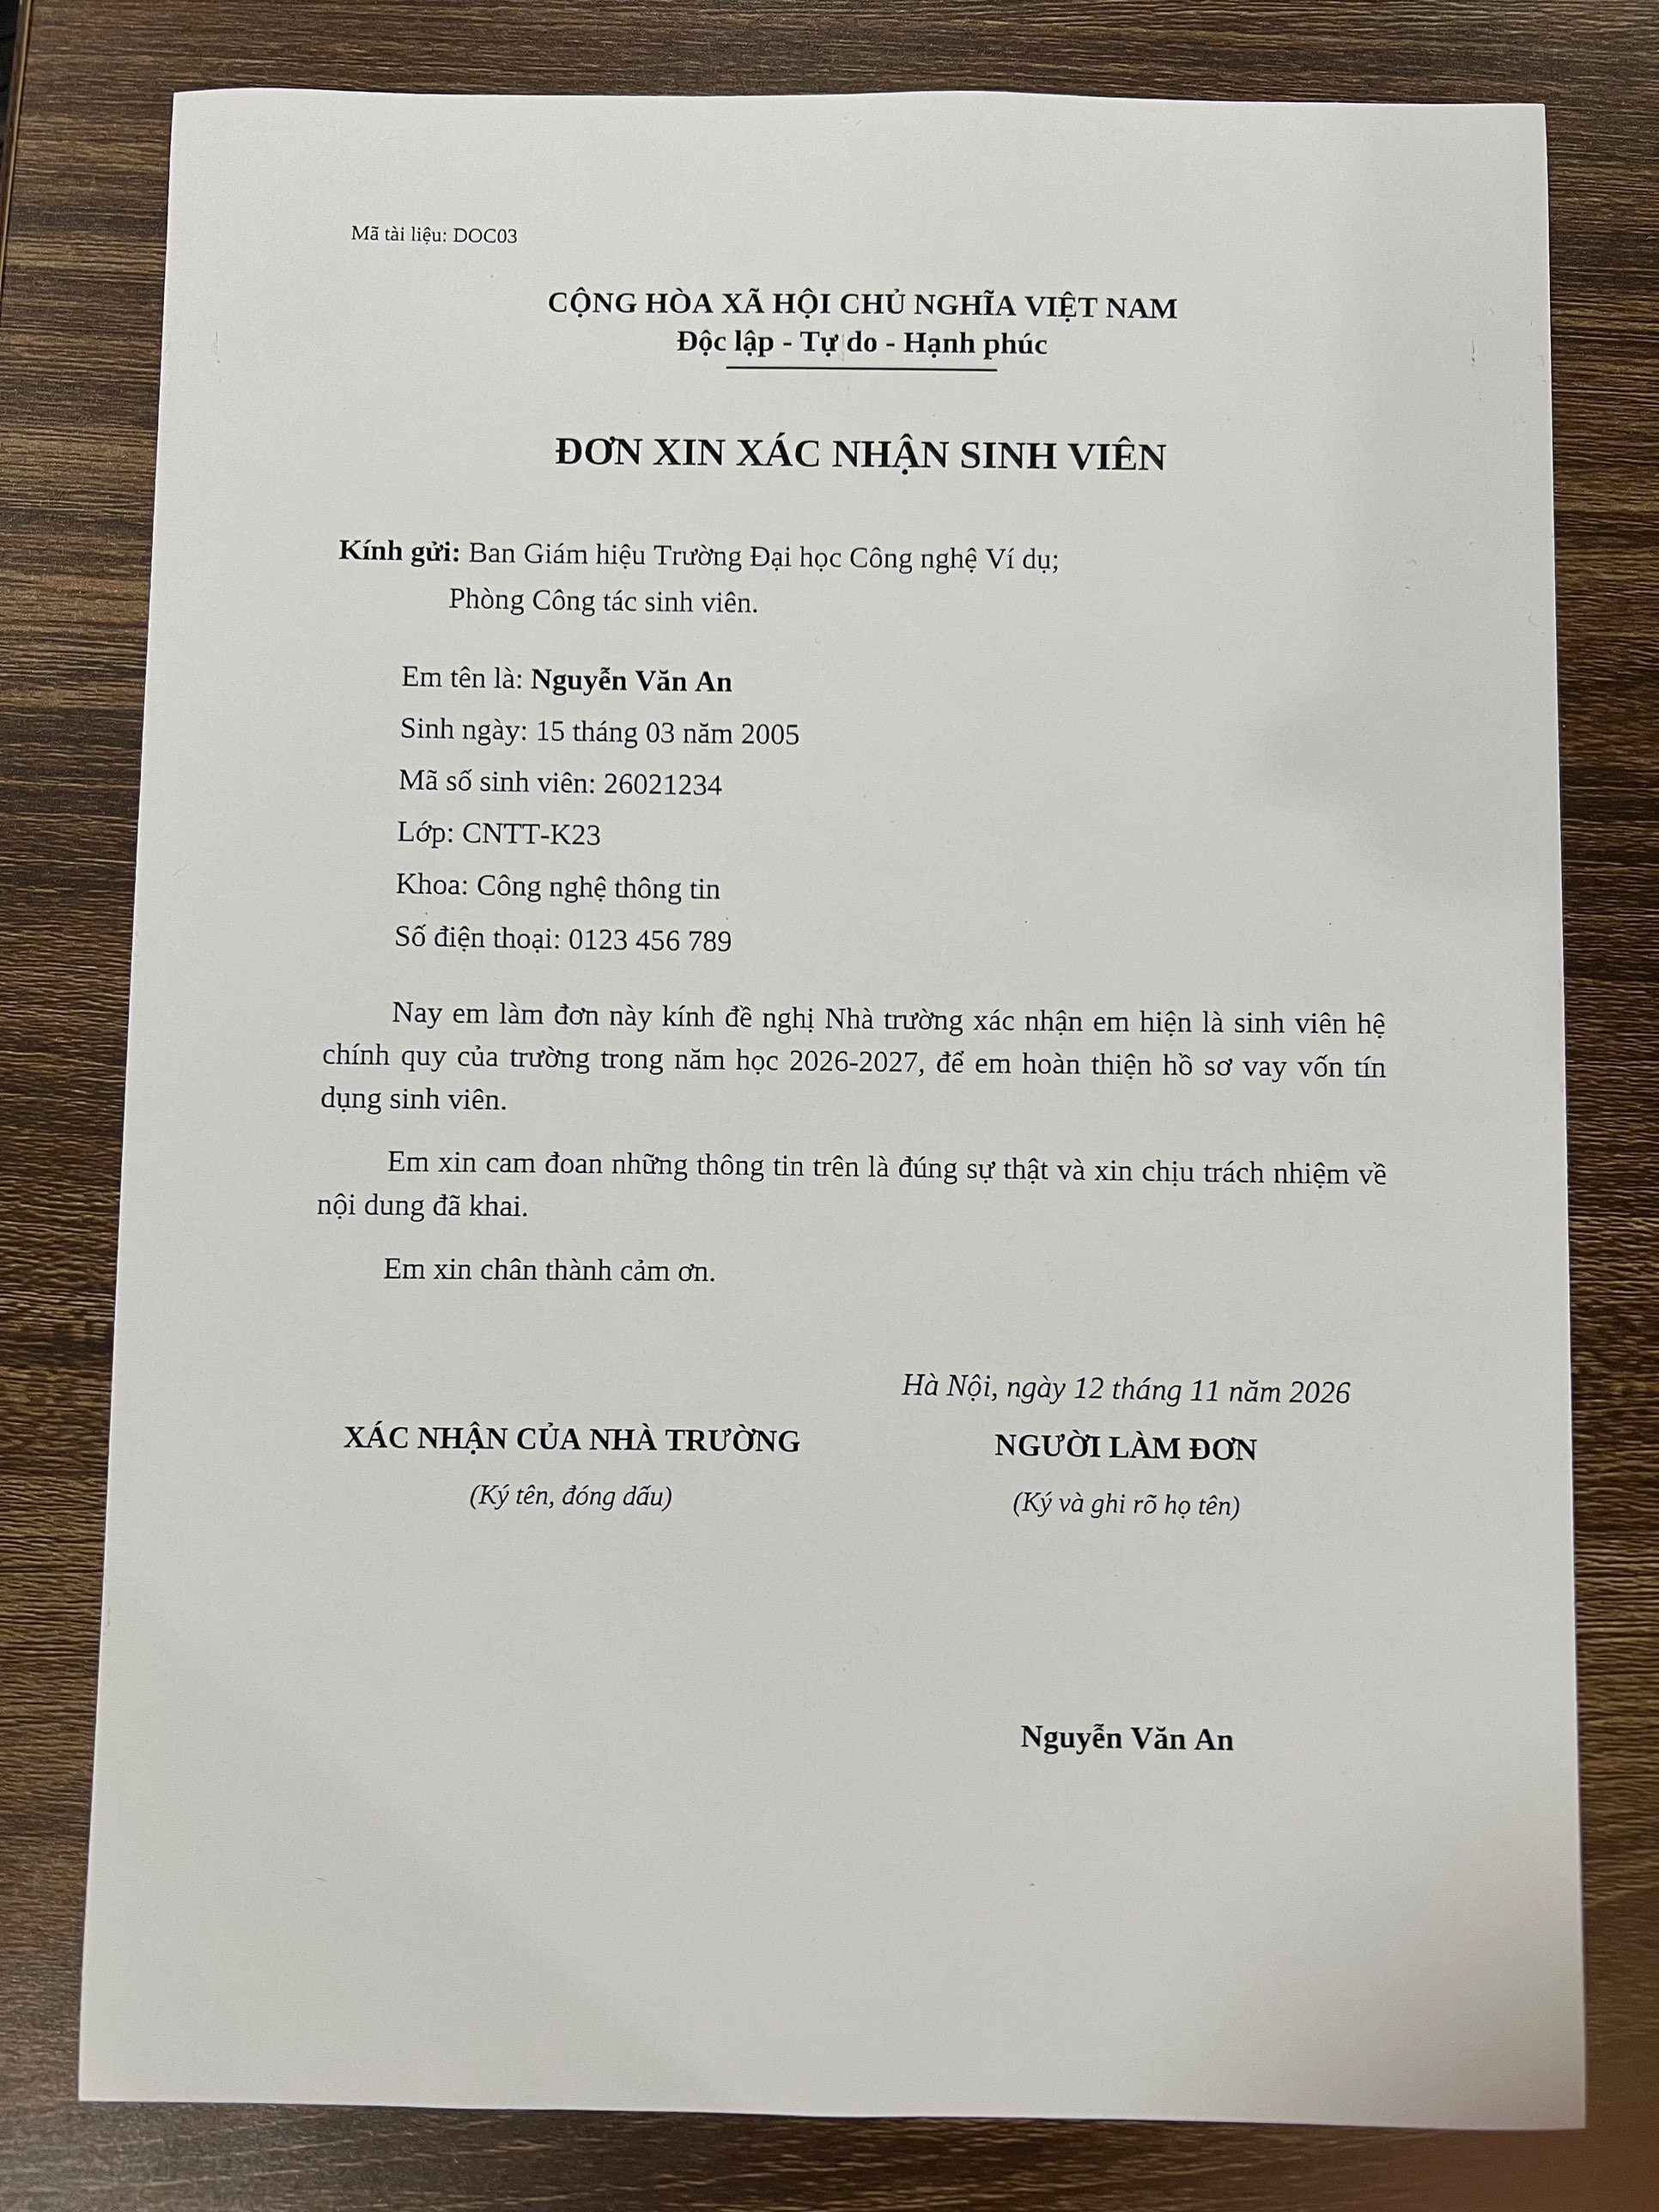 Mã tài liệu: DOC03
CỘNG HÒA XÃ HỘI CHỦ NGHĨA VIỆT NAM
Độc lập - Tự do - Hạnh phúc
ĐƠN XIN XÁC NHẬN SINH VIÊN
Kính gửi: Ban Giám hiệu Trường Đại học Công nghệ Ví dụ;
Phòng Công tác sinh viên.
Em tên là: Nguyễn Văn An
Sinh ngày: 15 tháng 03 năm 2005
Mã số sinh viên: 26021234
Lớp: CNTT-K23
Khoa: Công nghệ thông tin
Số điện thoại: 0123 456 789
Nay em làm đơn này kính đề nghị Nhà trường xác nhận em hiện là sinh viên hệ
chính quy của trường trong năm học 2026-2027, để em hoàn thiện hồ sơ vay vốn tín
dụng sinh viên.
Em xin cam đoan những thông tin trên là đúng sự thật và xin chịu trách nhiệm về
nội dung đã khai.
Em xin chân thành cảm ơn.
Hà Nội, ngày 12 tháng 11 năm 2026
XÁC NHẬN CỦA NHÀ TRƯỜNG
(Ký tên, đóng dấu)
NGƯỜI LÀM ĐƠN
(Ký và ghi rõ họ tên)
Nguyễn Văn An